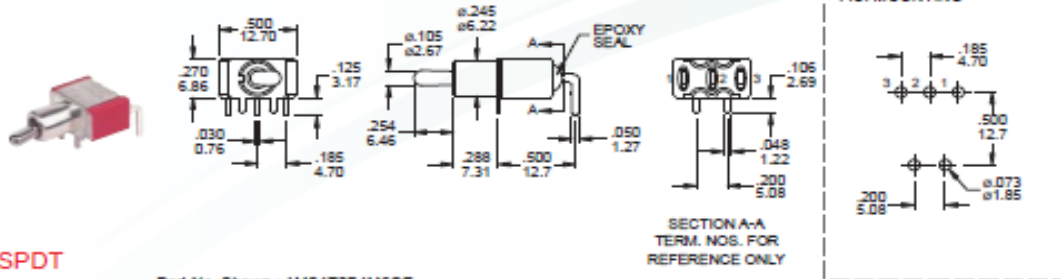 .500
12.70
.270
6.86
.125
3.17
.030
0.76
.185
4.70
ø.105
ø2.67
ø.245
ø6.22
A
EPOXY
SEAL
A
.254
6.46
.288
7.31
.500
12.7
.050
1.27
1 2 3
.106
2.69
.048
1.22
.200
5.08
SECTION A-A
TERM. NOS. FOR
REFERENCE ONLY
.185
4.70
3 2 1
.500
12.7
.200
5.08
ø.073
ø1.85
SPDT